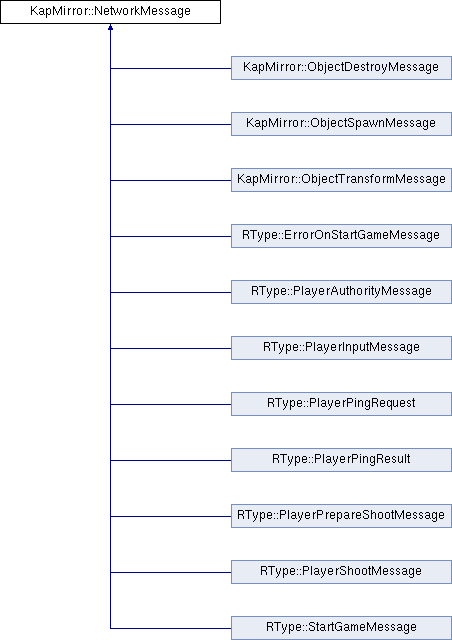 KapMirror::NetworkMessage
KapMirror::ObjectDestroyMessage
KapMirror::ObjectSpawnMessage
KapMirror::ObjectTransformMessage
RType::ErrorOnStartGameMessage
RType::PlayerAuthorityMessage
RType::PlayerInputMessage
RType::PlayerPingRequest
RType::PlayerPingResult
RType::PlayerPrepareShootMessage
RType::PlayerShootMessage
RType::StartGameMessage